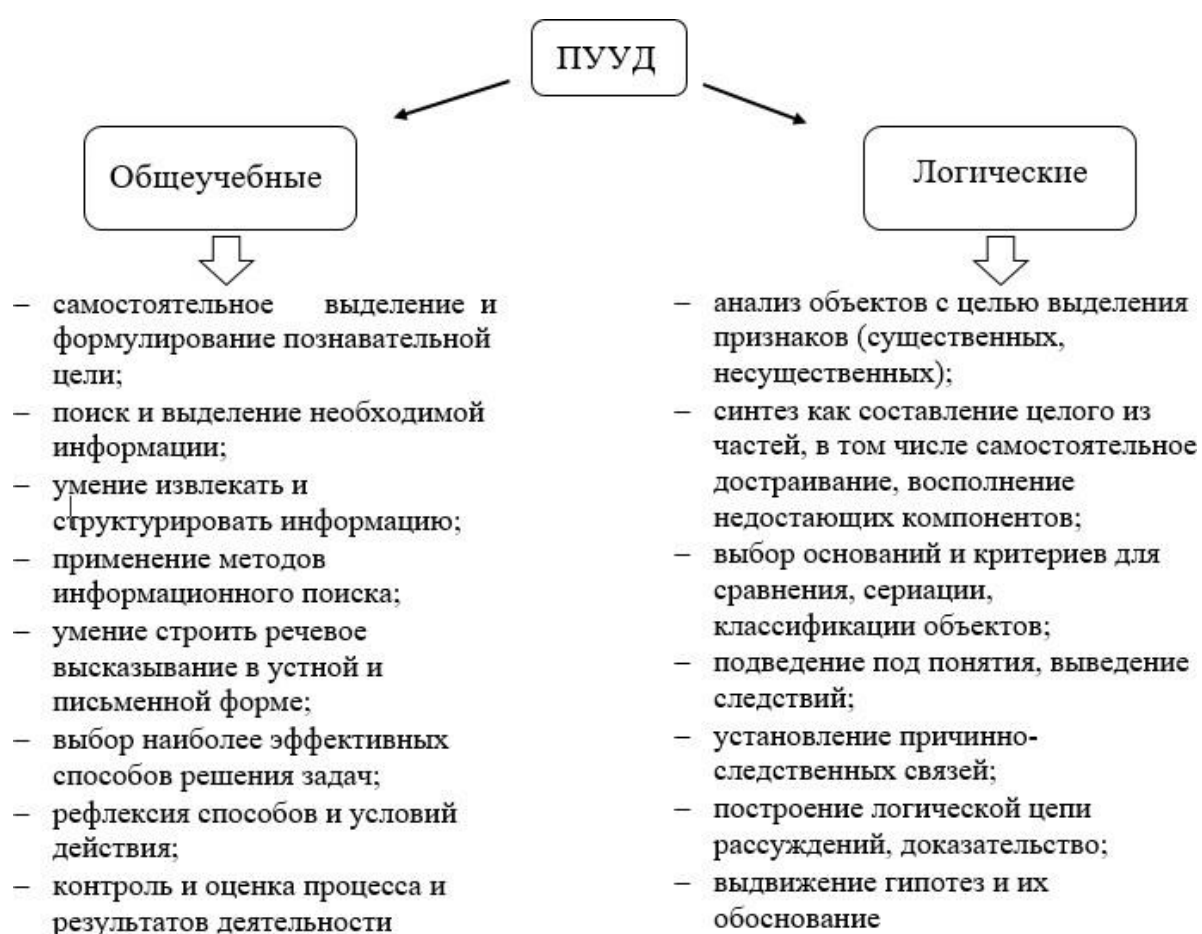 ПУУД
Общеучебные
– самостоятельное выделение и
формулирование познавательной
цели;
– поиск и выделение необходимой
информации;
– умение извлекать и
структурировать информацию;
– применение методов
информационного поиска;
– умение строить речевое
высказывание в устной и
письменной форме;
– выбор наиболее эффективных
способов решения задач;
– рефлексия способов и условий
действия;
– контроль и оценка процесса и
результатов деятельности
Логические
– анализ объектов с целью выделения
признаков (существенных,
несущественных);
– синтез как составление целого из
частей, в том числе самостоятельное
достраивание, восполнение
недостающих компонентов;
– выбор оснований и критериев для
сравнения, сериации,
классификации объектов;
– подведение под понятия, выведение
следствий;
– установление причинно-
следственных связей;
– построение логической цепи
рассуждений, доказательство;
– выдвижение гипотез и их
обоснование